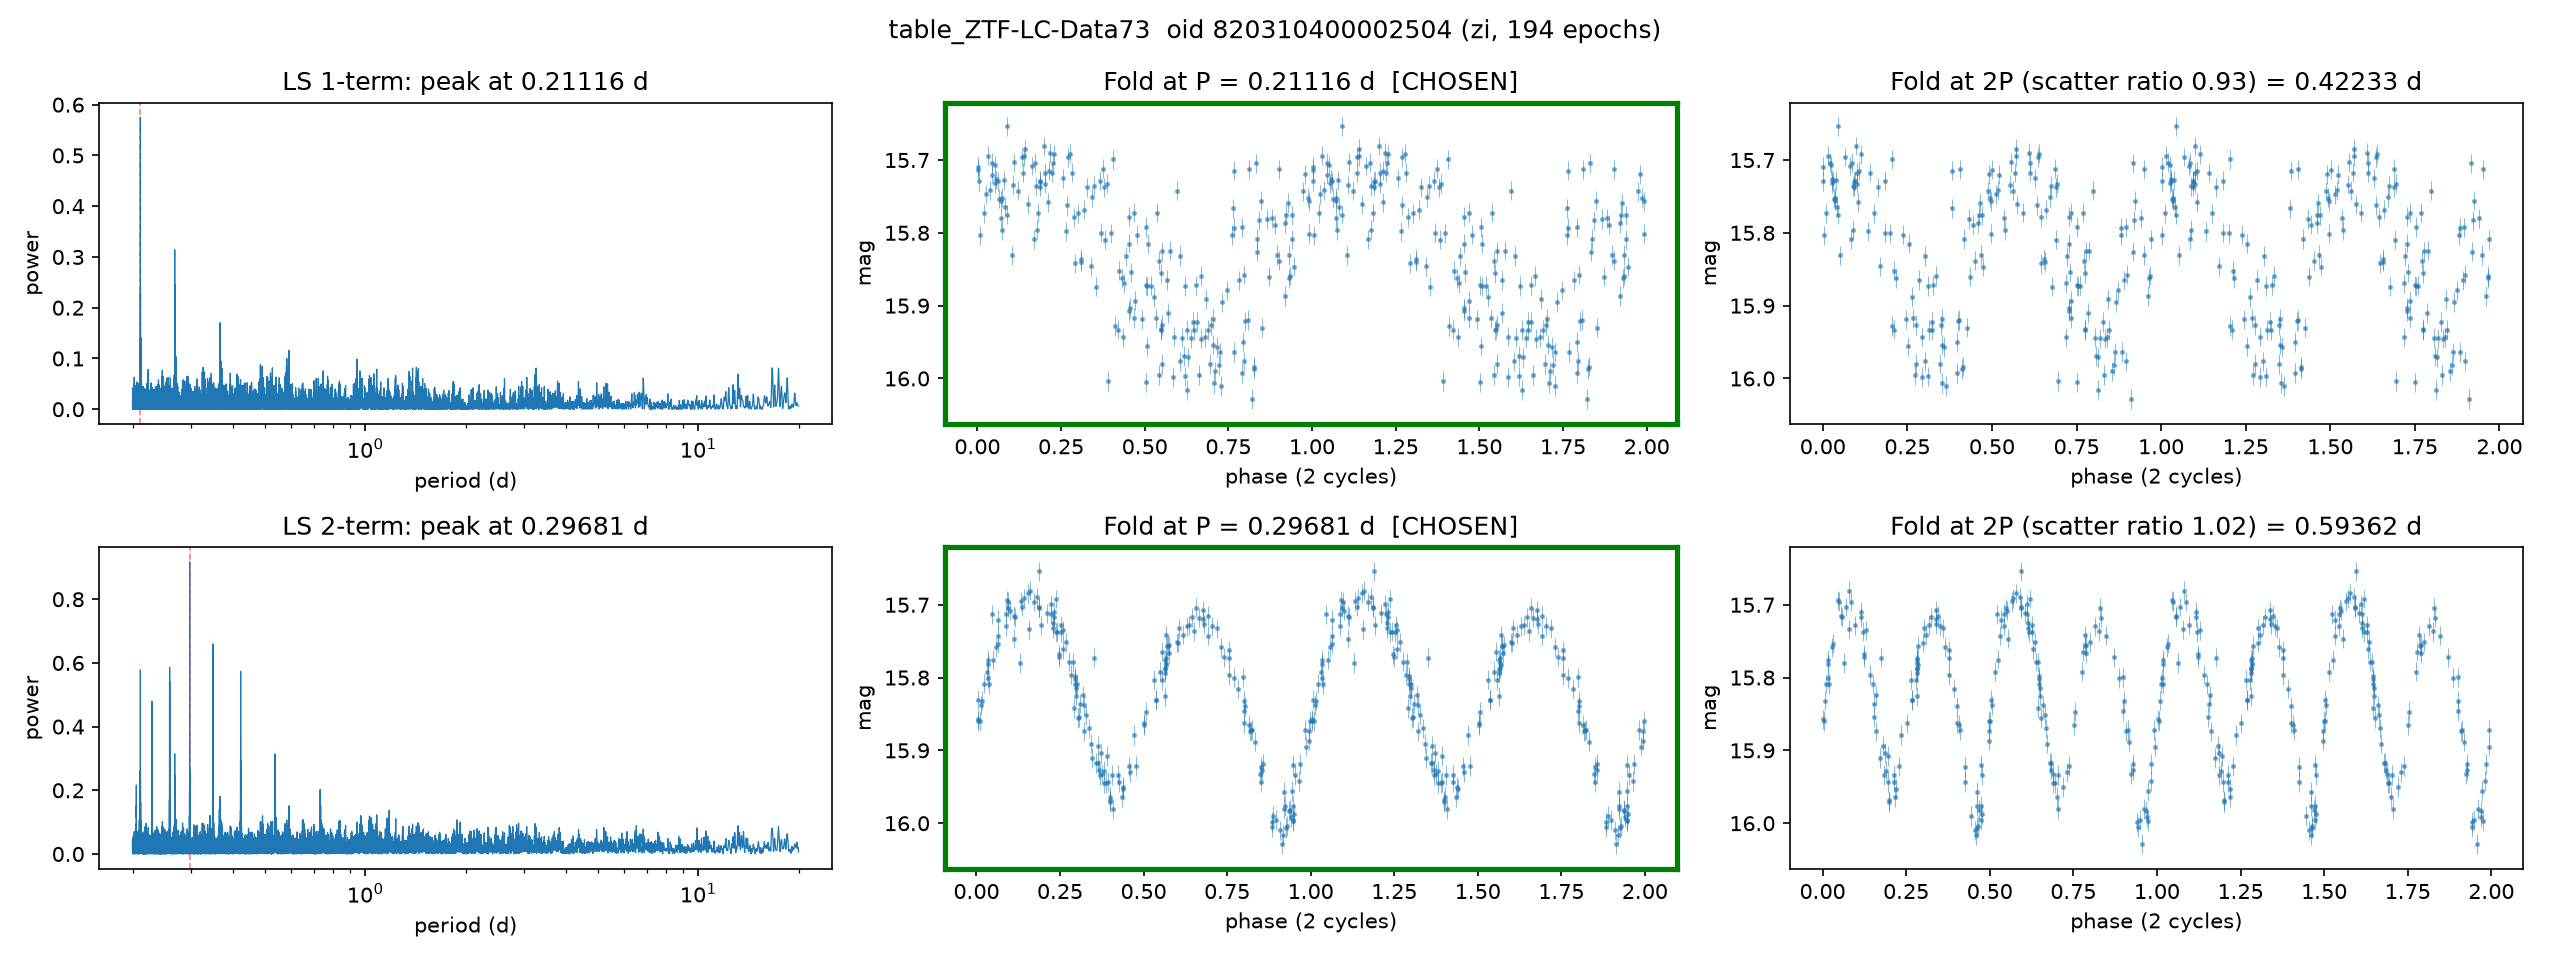 table_ZTF-LC-Data73  oid 820310400002504 (zi, 194 epochs)
LS 1-term: peak at 0.21116 d
0.6
0.5
0.4
0.3
0.2
0.1
0.0
power
10⁰
10¹
period (d)
Fold at P = 0.21116 d  [CHOSEN]
15.7
15.8
15.9
16.0
mag
0.00 0.25 0.50 0.75 1.00 1.25 1.50 1.75 2.00
phase (2 cycles)
Fold at 2P (scatter ratio 0.93) = 0.42233 d
15.7
15.8
15.9
16.0
mag
0.00 0.25 0.50 0.75 1.00 1.25 1.50 1.75 2.00
phase (2 cycles)
LS 2-term: peak at 0.29681 d
0.8
0.6
0.4
0.2
0.0
power
10⁰
10¹
period (d)
Fold at P = 0.29681 d  [CHOSEN]
15.7
15.8
15.9
16.0
mag
0.00 0.25 0.50 0.75 1.00 1.25 1.50 1.75 2.00
phase (2 cycles)
Fold at 2P (scatter ratio 1.02) = 0.59362 d
15.7
15.8
15.9
16.0
mag
0.00 0.25 0.50 0.75 1.00 1.25 1.50 1.75 2.00
phase (2 cycles)